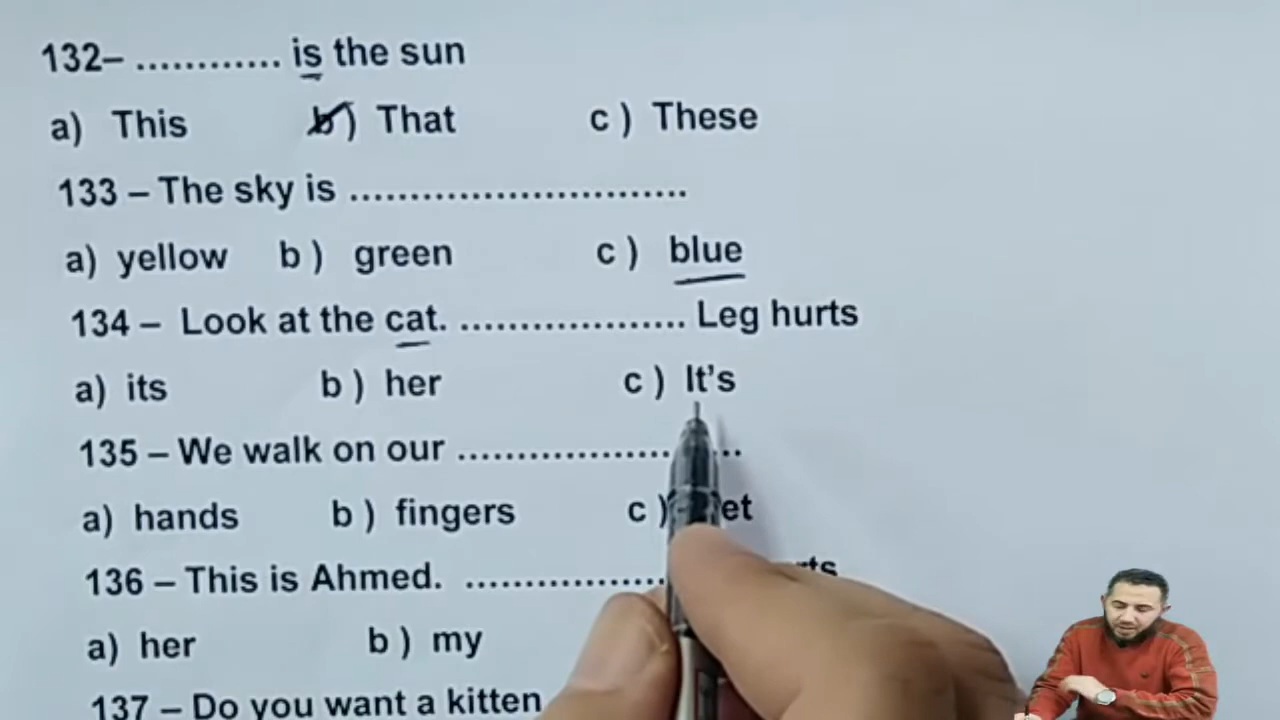 132– ............ is the sun
a) This b) That c) These
133 – The sky is ............................
a) yellow b) green c) blue
134 – Look at the cat. ................... Leg hurts
a) its b) her c) It's
135 – We walk on our ......................
a) hands b) fingers c)
136 – This is Ahmed. ................
a) her b) my
137 – Do you want a kitten